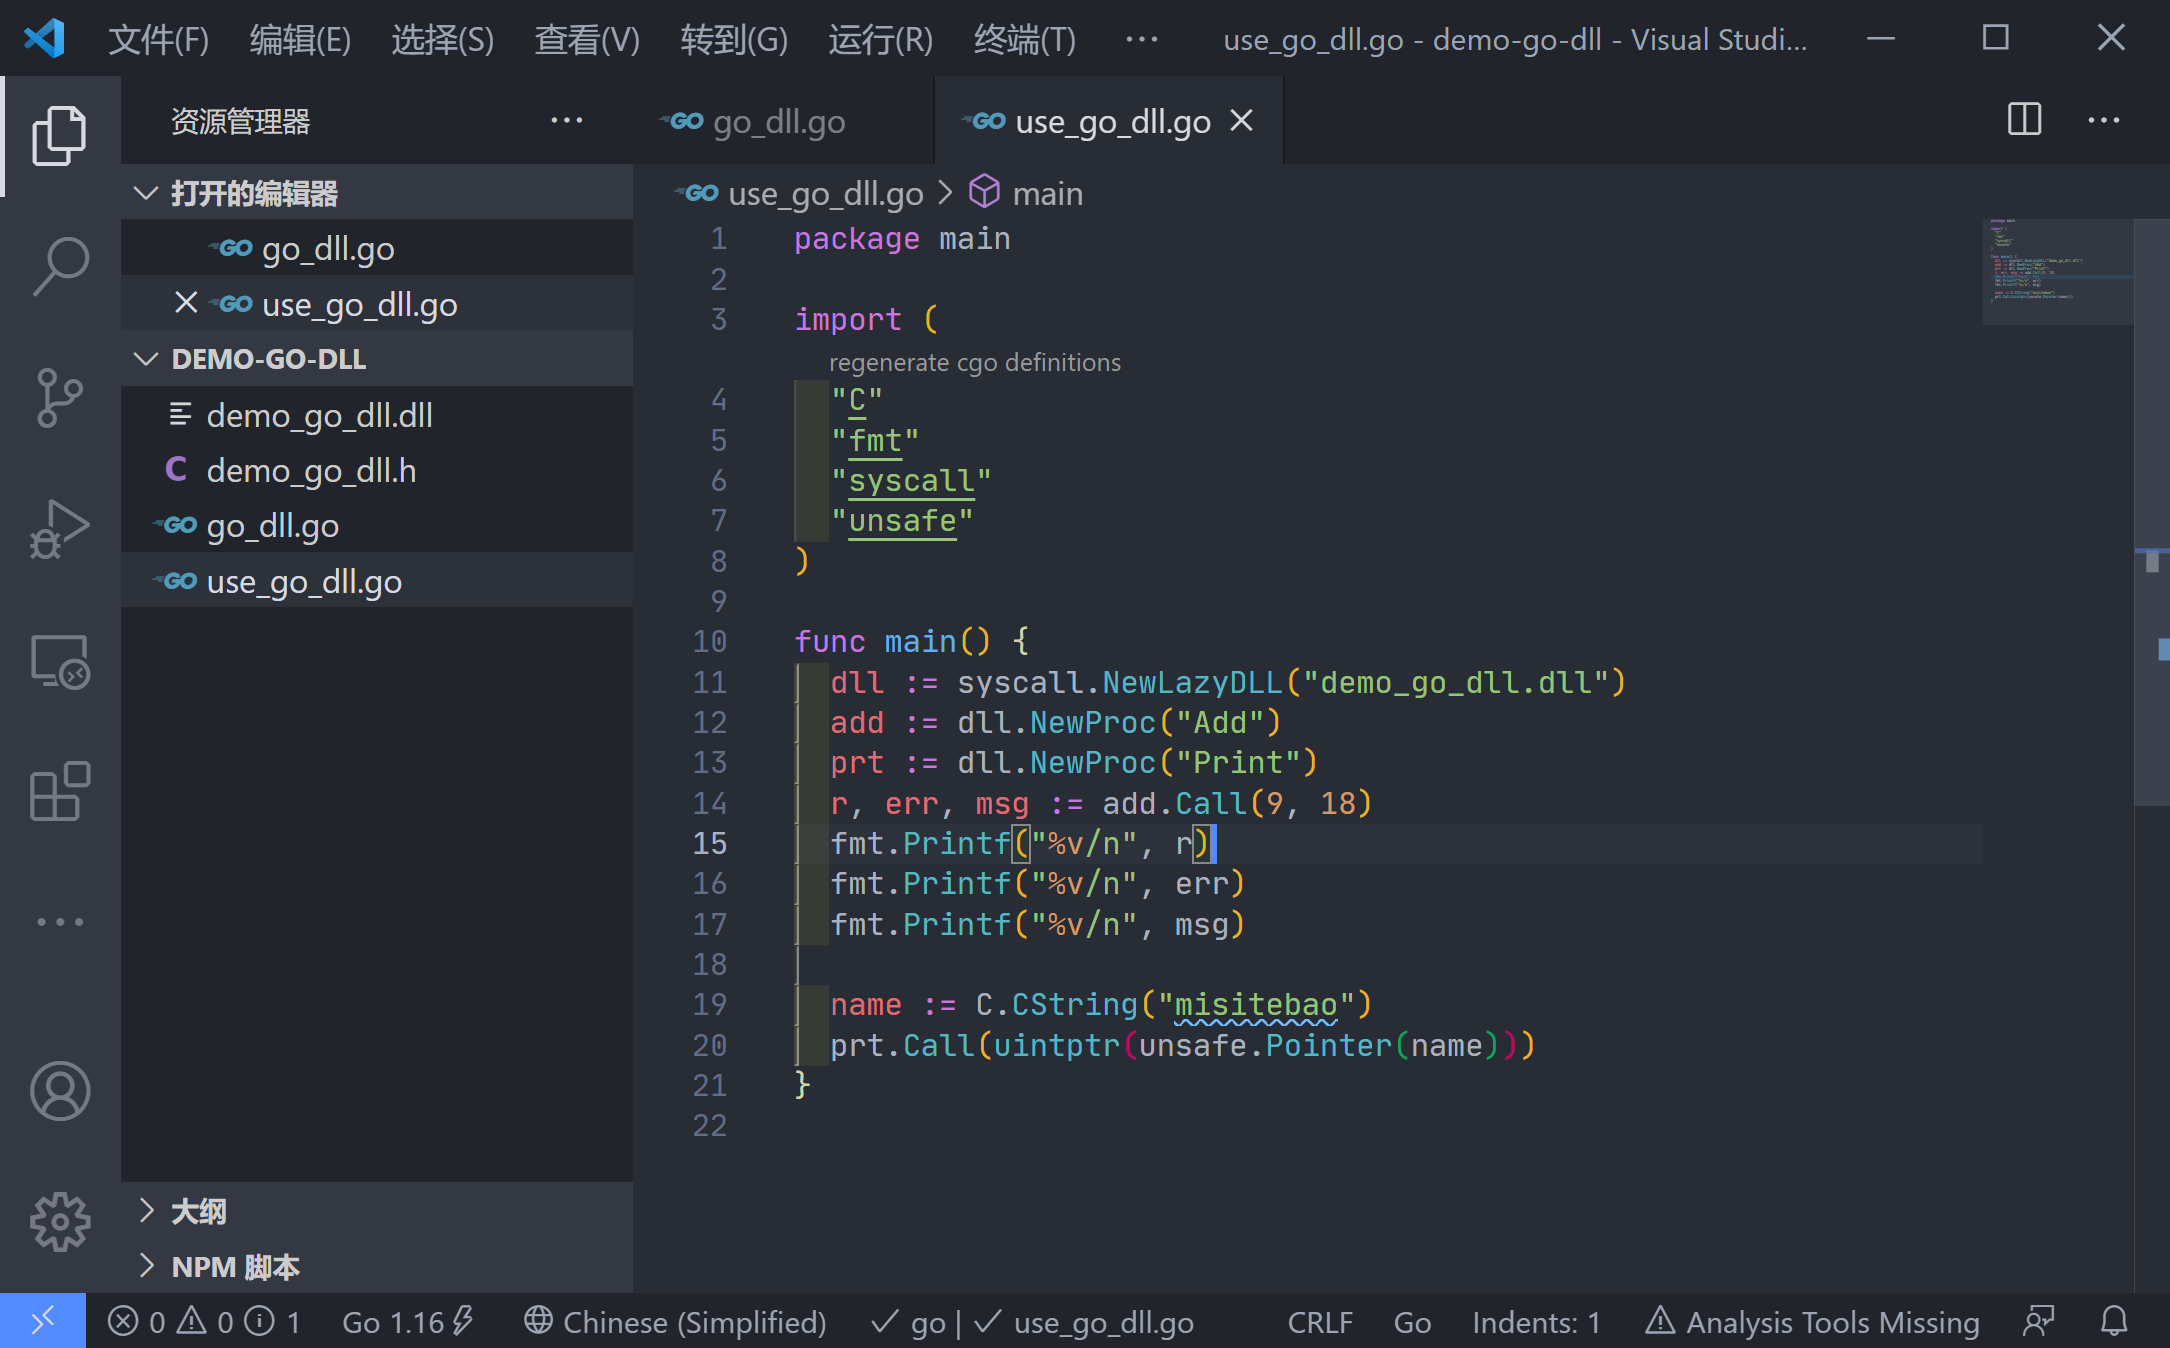 文件(F) 编辑(E) 选择(S) 查看(V) 转到(G) 运行(R) 终端(T) ··· use_go_dll.go - demo-go-dll - Visual Studi...
资源管理器 ···
GO go_dll.go
GO use_go_dll.go
打开的编辑器
GO go_dll.go
GO use_go_dll.go
DEMO-GO-DLL
demo_go_dll.dll
C demo_go_dll.h
GO go_dll.go
GO use_go_dll.go
大纲
NPM 脚本
GO use_go_dll.go > main
1 package main
2
3 import (
regenerate cgo definitions
4 "C"
5 "fmt"
6 "syscall"
7 "unsafe"
8 )
9
10 func main() {
11 dll := syscall.NewLazyDLL("demo_go_dll.dll")
12 add := dll.NewProc("Add")
13 prt := dll.NewProc("Print")
14 r, err, msg := add.Call(9, 18)
15 fmt.Printf("%v/n", r)
16 fmt.Printf("%v/n", err)
17 fmt.Printf("%v/n", msg)
18
19 name := C.CString("misitebao")
20 prt.Call(uintptr(unsafe.Pointer(name)))
21 }
22
0 0 1 Go 1.16 Chinese (Simplified) go | use_go_dll.go CRLF Go Indents: 1 Analysis Tools Missing